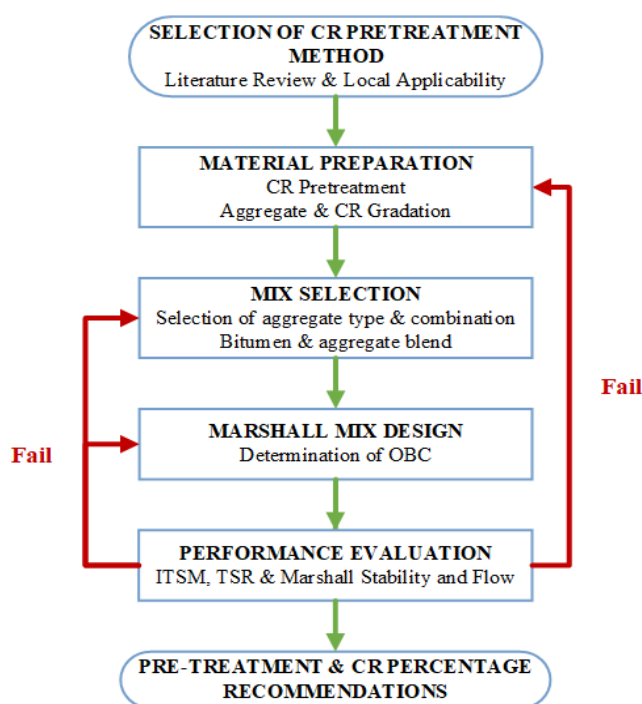 SELECTION OF CR PRETREATMENT
METHOD
Literature Review & Local Applicability
MATERIAL PREPARATION
CR Pretreatment
Aggregate & CR Gradation
MIX SELECTION
Selection of aggregate type & combination
Bitumen & aggregate blend
Fail
MARSHALL MIX DESIGN
Determination of OBC
Fail
PERFORMANCE EVALUATION
ITSM, TSR & Marshall Stability and Flow
PRE-TREATMENT & CR PERCENTAGE
RECOMMENDATIONS